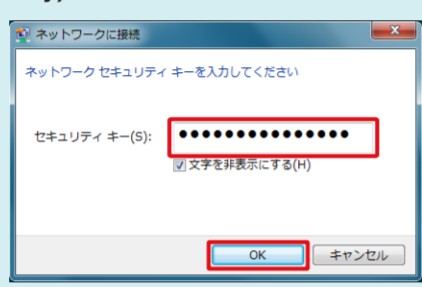 ネットワークに接続
ネットワーク セキュリティ キーを入力してください
セキュリティ キー(S): ●●●●●●●●●●●●●●●
文字を非表示にする(H)
OK キャンセル